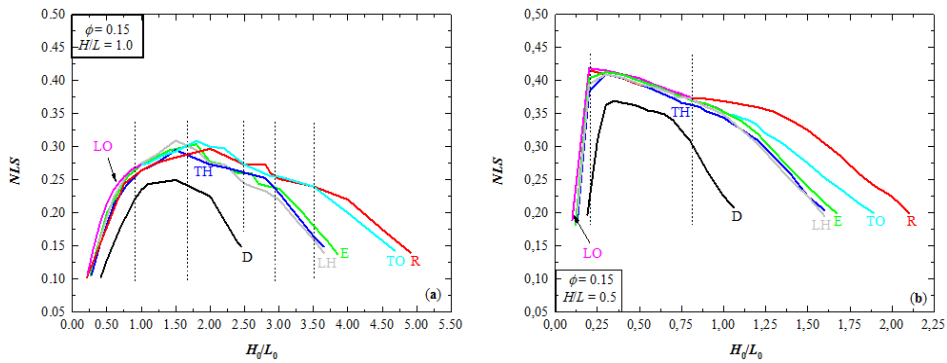 ϕ = 0.15
H/L = 1.0
NLS
0.50
0.45
0.40
0.35
0.30
0.25
0.20
0.15
0.10
0.05
LO
TH
D
LH
E
TO
R
(a)
0.00 0.50 1.00 1.50 2.00 2.50 3.00 3.50 4.00 4.50 5.00 5.50
H₀/L₀
NLS
0,50
0,45
0,40
0,35
0,30
0,25
0,20
0,15
0,10
0,05
TH
D
LH
E
TO
R
LO
ϕ = 0.15
H/L = 0.5
(b)
0,00 0,25 0,50 0,75 1,00 1,25 1,50 1,75 2,00 2,25
H₀/L₀